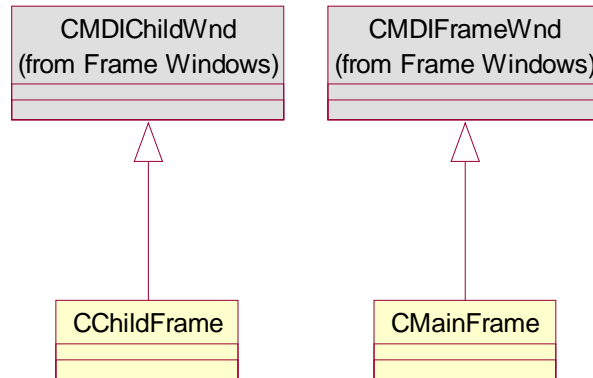 CMDIChildWnd
(from Frame Windows)
CMDIFrameWnd
(from Frame Windows)
CChildFrame
CMainFrame